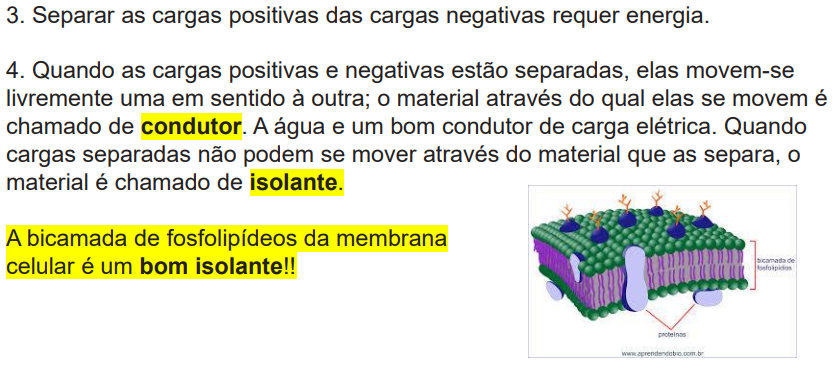 3. Separar as cargas positivas das cargas negativas requer energia.
4. Quando as cargas positivas e negativas estão separadas, elas movem-se
livremente uma em sentido à outra; o material através do qual elas se movem é
chamado de condutor. A água e um bom condutor de carga elétrica. Quando
cargas separadas não podem se mover através do material que as separa, o
material é chamado de isolante.
A bicamada de fosfolipídeos da membrana
celular é um bom isolante!!
bicamada de
fosfolípidios
proteínas
www.aprendendobio.com.br